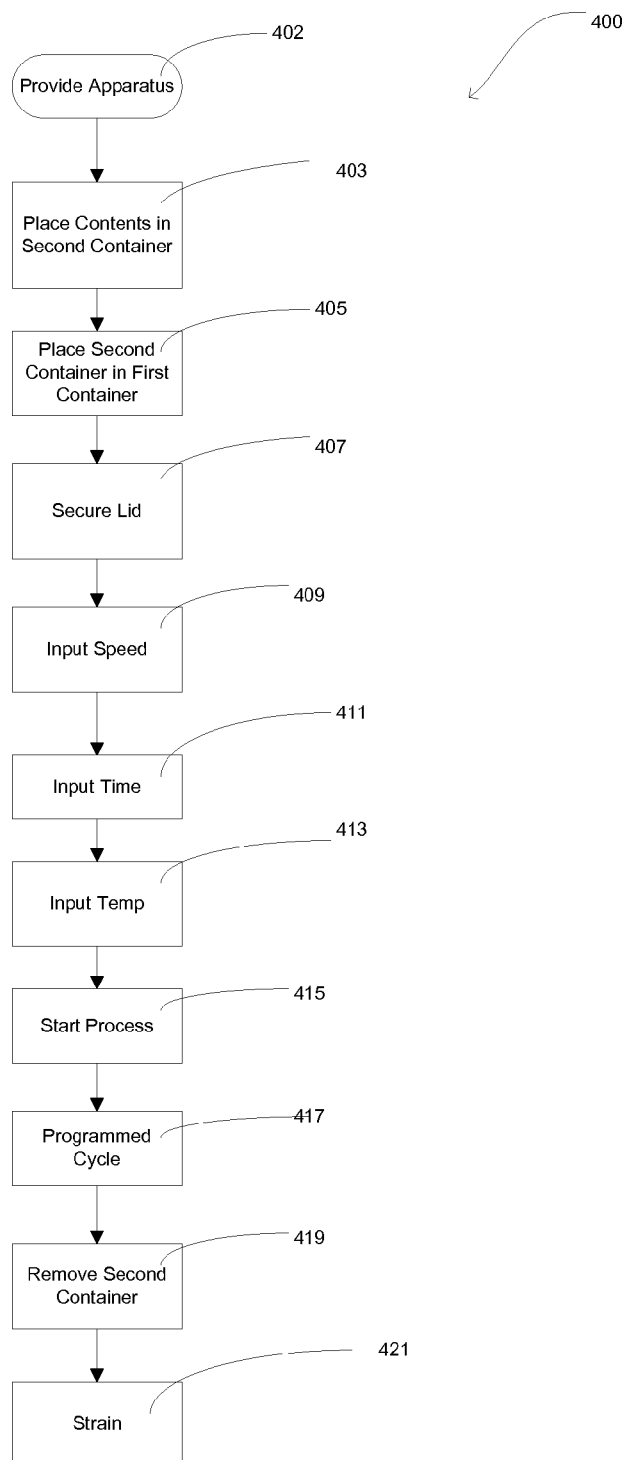 400
402
Provide Apparatus
403
Place Contents in
Second Container
405
Place Second
Container in First
Container
407
Secure Lid
409
Input Speed
411
Input Time
413
Input Temp
415
Start Process
417
Programmed
Cycle
419
Remove Second
Container
421
Strain